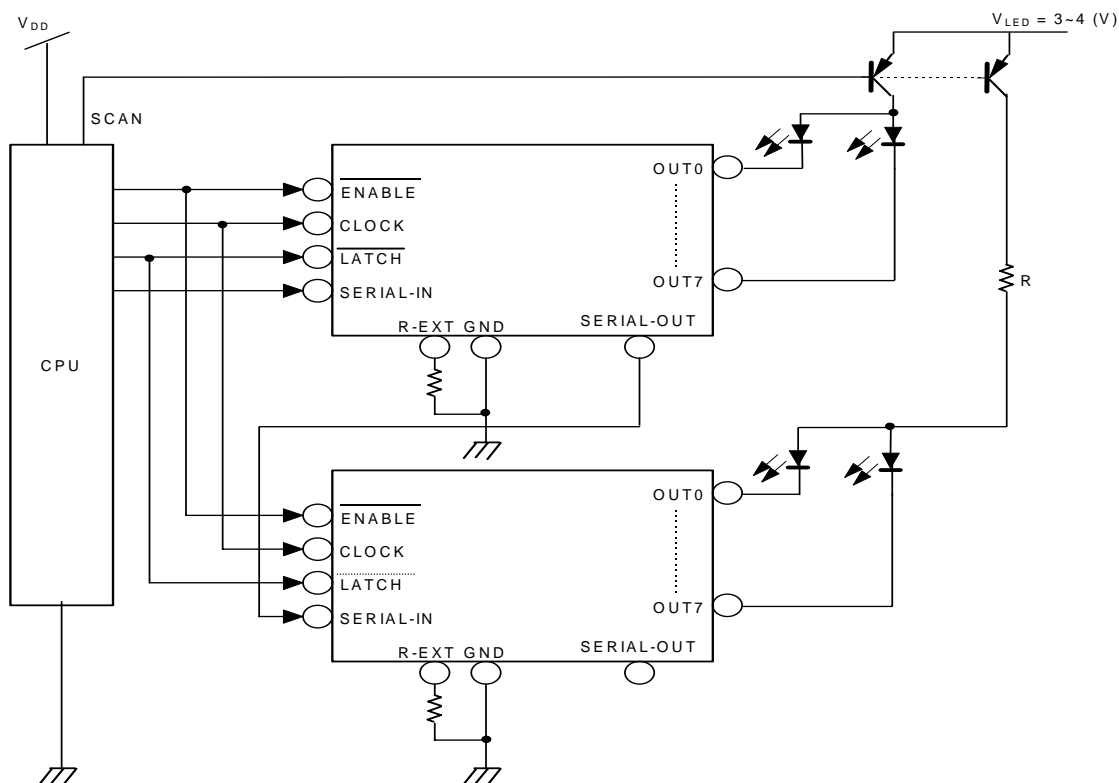 VDD
VLED = 3~4 (V)
SCAN
CPU
ENABLE
CLOCK
LATCH
SERIAL-IN
OUT0
OUT7
R-EXT GND
SERIAL-OUT
R
ENABLE
CLOCK
LATCH
SERIAL-IN
OUT0
OUT7
R-EXT GND
SERIAL-OUT